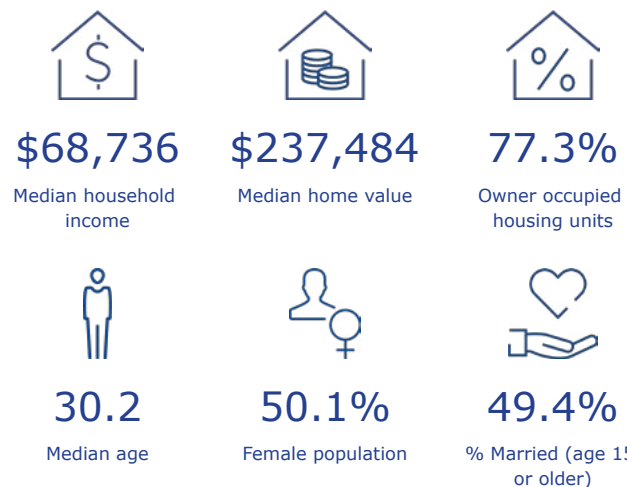 $68,736
Median household
income
$237,484
Median home value
77.3%
Owner occupied
housing units
30.2
Median age
50.1%
Female population
49.4%
% Married (age 15
or older)